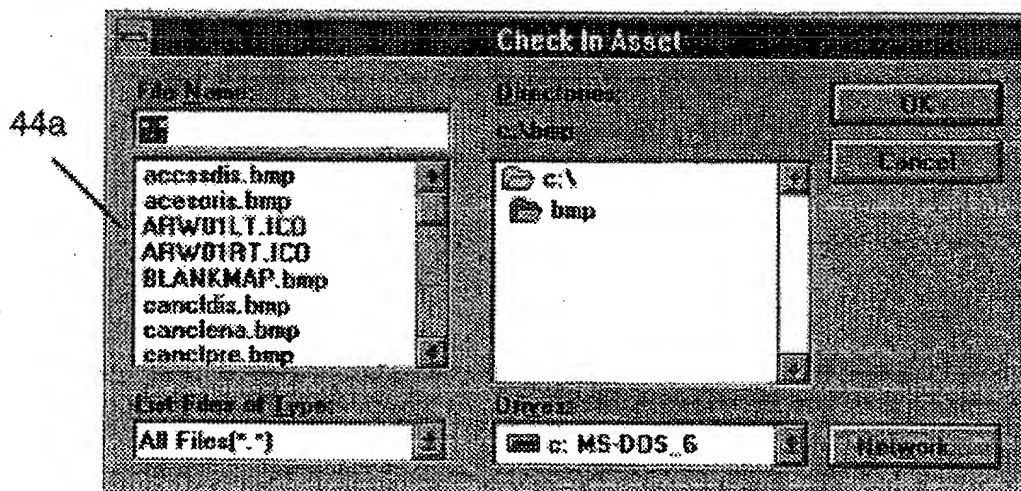 Check In Asset
44a
File Name:
accssdis.bmp
acesoris.bmp
ARW01LT.ICO
ARW01RT.ICO
BLANKMAP.bmp
cancldis.bmp
canclena.bmp
canclpre.bmp
List Files of Type:
All Files(*.*)
Directories:
c:\bmp
c:\
bmp
Drives:
c: MS-DOS_6
OK
Cancel
Network...